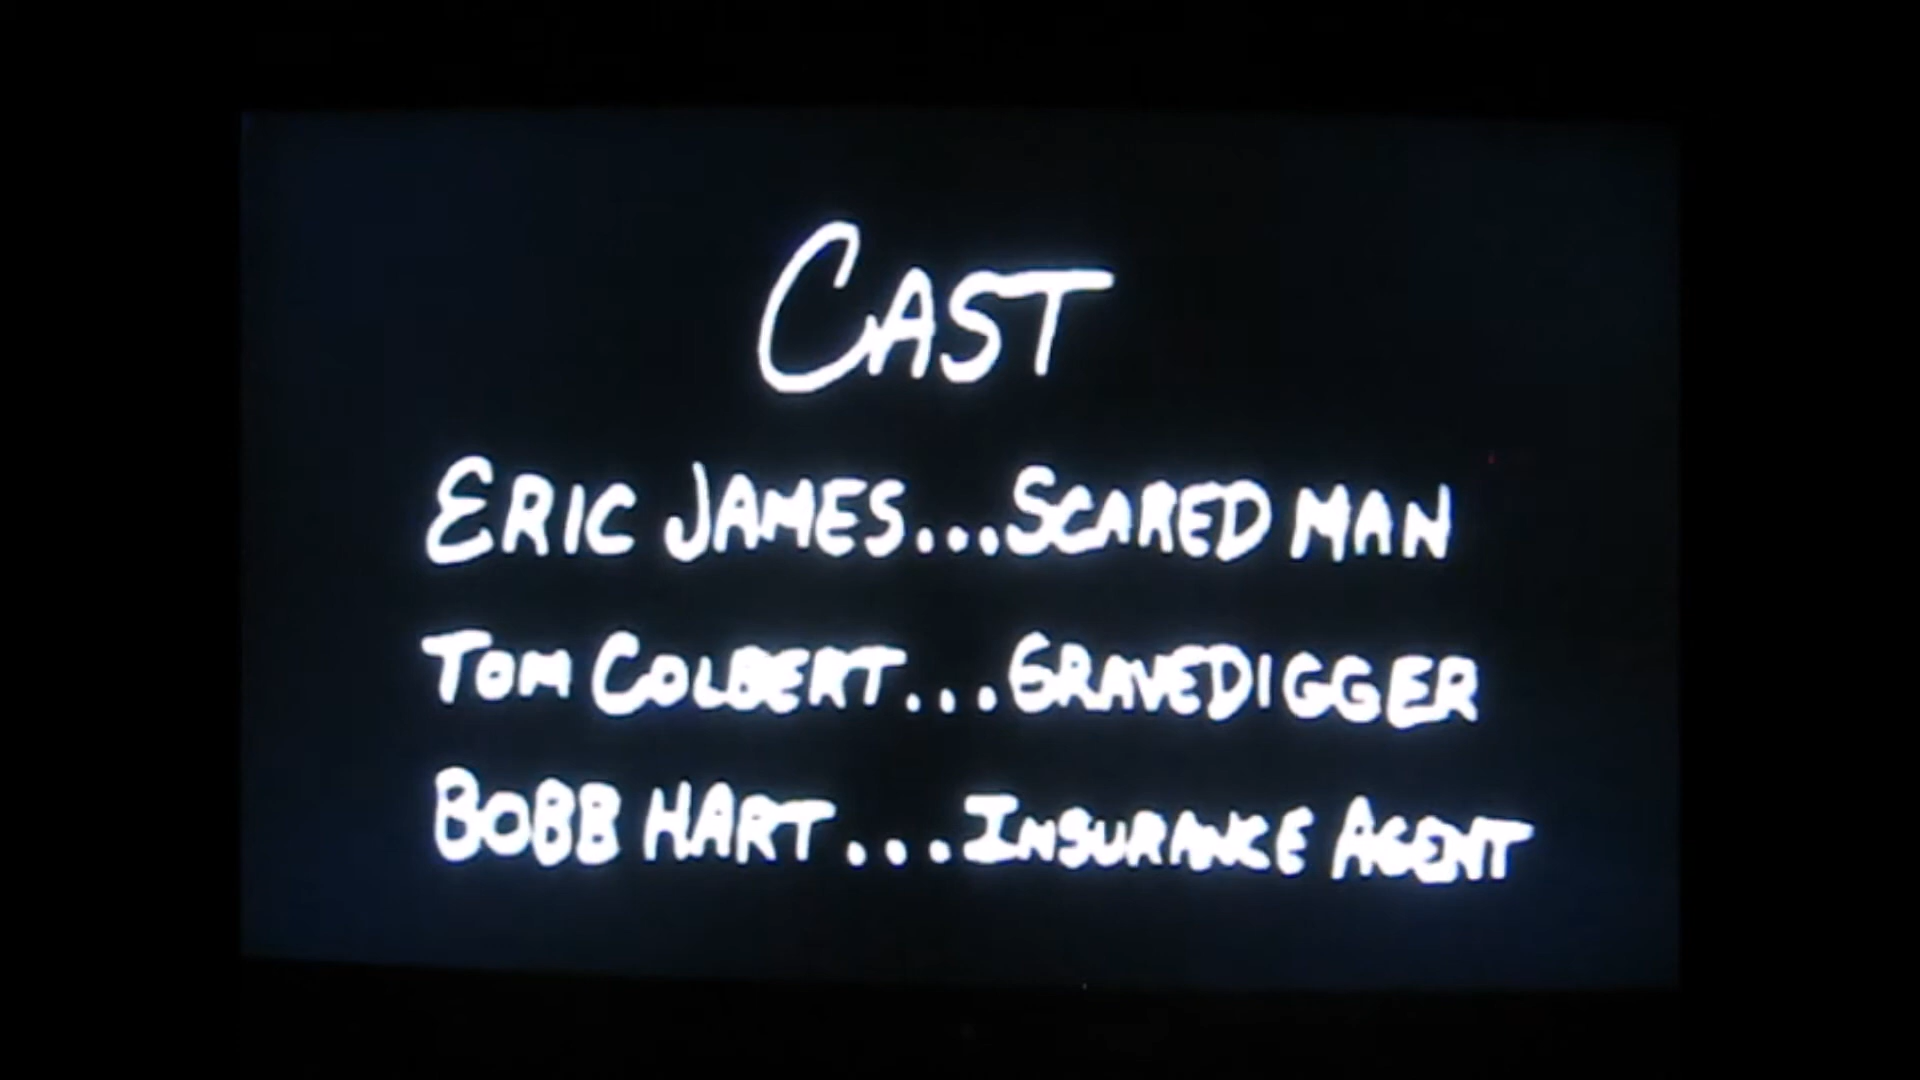 CAST
ERIC JAMES...SCARED MAN
TOM COLBERT...GRAVEDIGGER
BOBB HART...INSURANCE AGENT